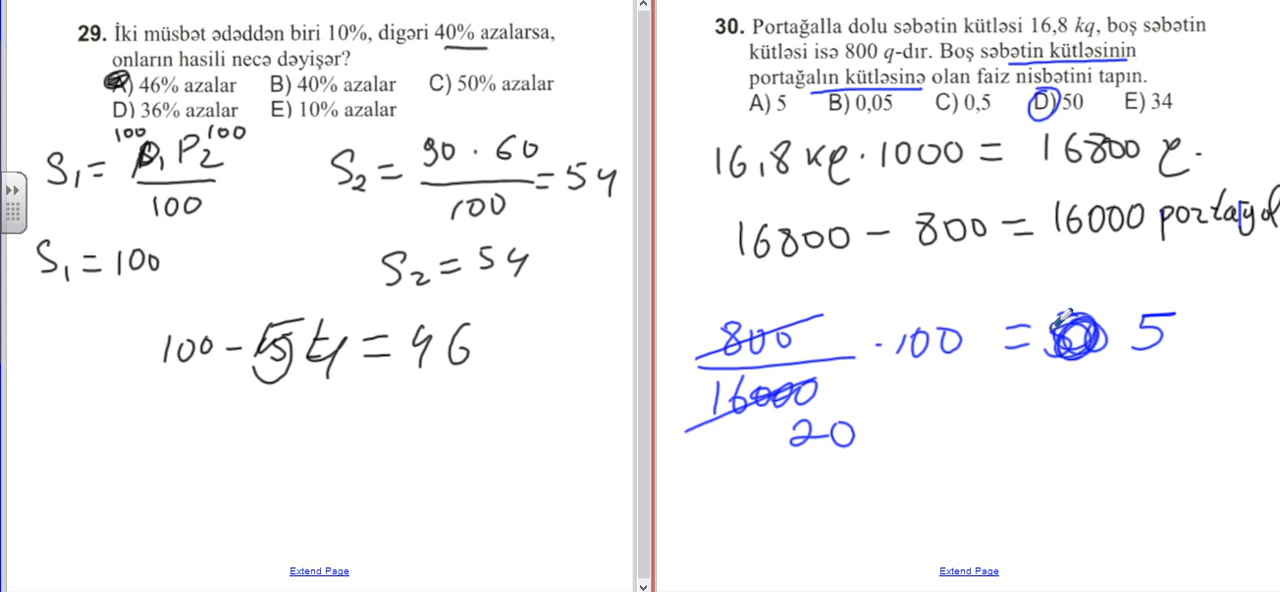 29. İki müsbət ədəddən biri 10%, digəri 40% azalarsa,
onların hasili necə dəyişər?
A) 46% azalar B) 40% azalar C) 50% azalar
D) 36% azalar E) 10% azalar
100 100
S₁ = P₁ P₂ / 100
S₂ = 90 · 60 / 100 = 54
S₁ = 100
S₂ = 54
100 - 54 = 46
Extend Page
30. Portağalla dolu səbətin kütləsi 16,8 kq, boş səbətin
kütləsi isə 800 q-dır. Boş səbətin kütləsinin
portağalın kütləsinə olan faiz nisbətini tapın.
A) 5 B) 0,05 C) 0,5 D) 50 E) 34
16,8 kq · 1000 = 16800 q.
16800 - 800 = 16000 portağal
800 / 16000 · 100 = 5
20
Extend Page